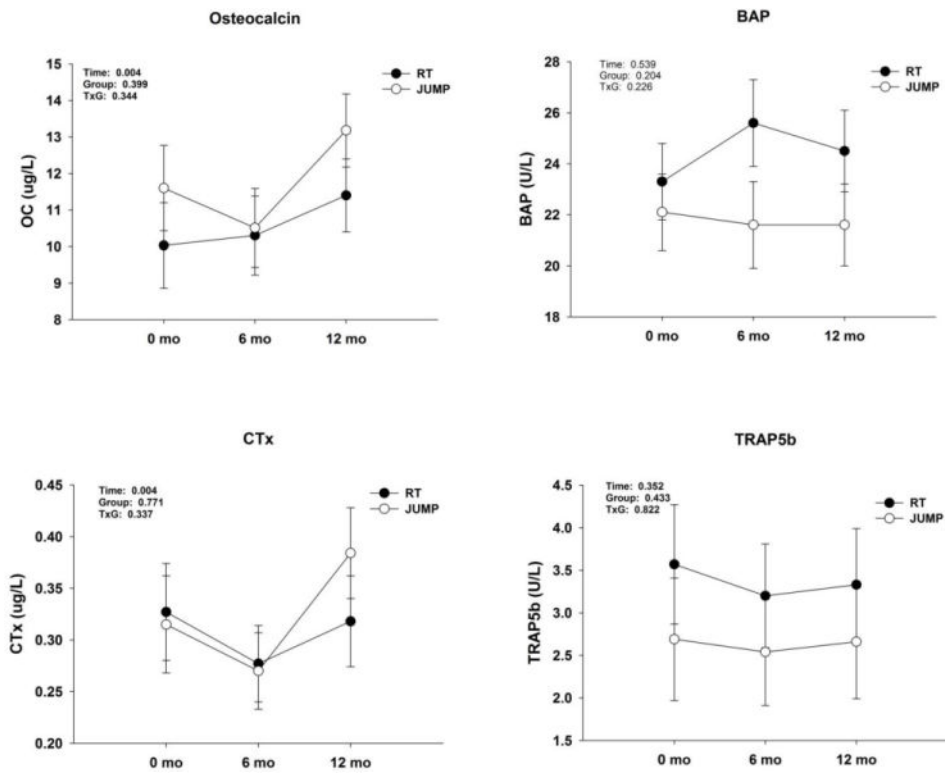 Osteocalcin
Time: 0.004
Group: 0.399
TxG: 0.344
RT
JUMP
OC (ug/L)
15
14
13
12
11
10
9
8
0 mo 6 mo 12 mo
BAP
Time: 0.539
Group: 0.204
TxG: 0.226
RT
JUMP
BAP (U/L)
28
26
24
22
20
18
0 mo 6 mo 12 mo
CTx
Time: 0.004
Group: 0.771
TxG: 0.337
RT
JUMP
CTx (ug/L)
0.45
0.40
0.35
0.30
0.25
0.20
0 mo 6 mo 12 mo
TRAP5b
Time: 0.352
Group: 0.433
TxG: 0.822
RT
JUMP
TRAP5b (U/L)
4.5
4.0
3.5
3.0
2.5
2.0
1.5
0 mo 6 mo 12 mo